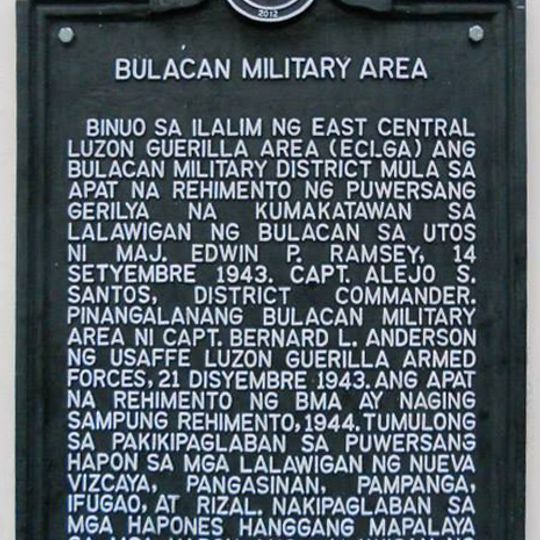 2012
BULACAN MILITARY AREA
BINUO SA ILALIM NG EAST CENTRAL
LUZON GUERILLA AREA (ECLGA) ANG
BULACAN MILITARY DISTRICT MULA SA
APAT NA REHIMENTO NG PUWERSANG
GERILYA NA KUMAKATAWAN SA
LALAWIGAN NG BULACAN SA UTOS
NI MAJ. EDWIN P. RAMSEY, 14
SETYEMBRE 1943. CAPT. ALEJO S.
SANTOS, DISTRICT COMMANDER.
PINANGALANANG BULACAN MILITARY
AREA NI CAPT. BERNARD L. ANDERSON
NG USAFFE LUZON GUERILLA ARMED
FORCES, 21 DISYEMBRE 1943. ANG APAT
NA REHIMENTO NG BMA AY NAGING
SAMPUNG REHIMENTO, 1944. TUMULONG
SA PAKIKIPAGLABAN SA PUWERSANG
HAPON SA MGA LALAWIGAN NG NUEVA
VIZCAYA, PANGASINAN, PAMPANGA,
IFUGAO, AT RIZAL. NAKIPAGLABAN SA
MGA HAPONES HANGGANG MAPALAYA